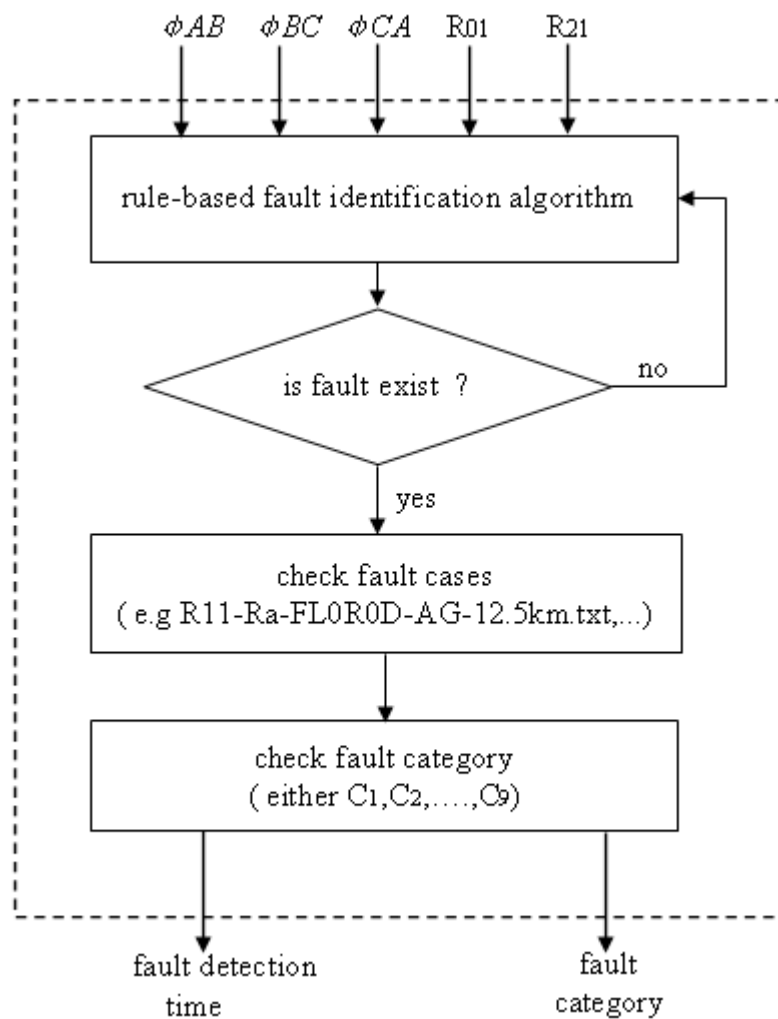 ϕAB ϕBC ϕCA R01 R21
rule-based fault identification algorithm
is fault exist ?
no
yes
check fault cases
( e.g R11-Ra-FL0R0D-AG-12.5km.txt,...)
check fault category
( either C1,C2,....,C9)
fault detection
time
fault
category